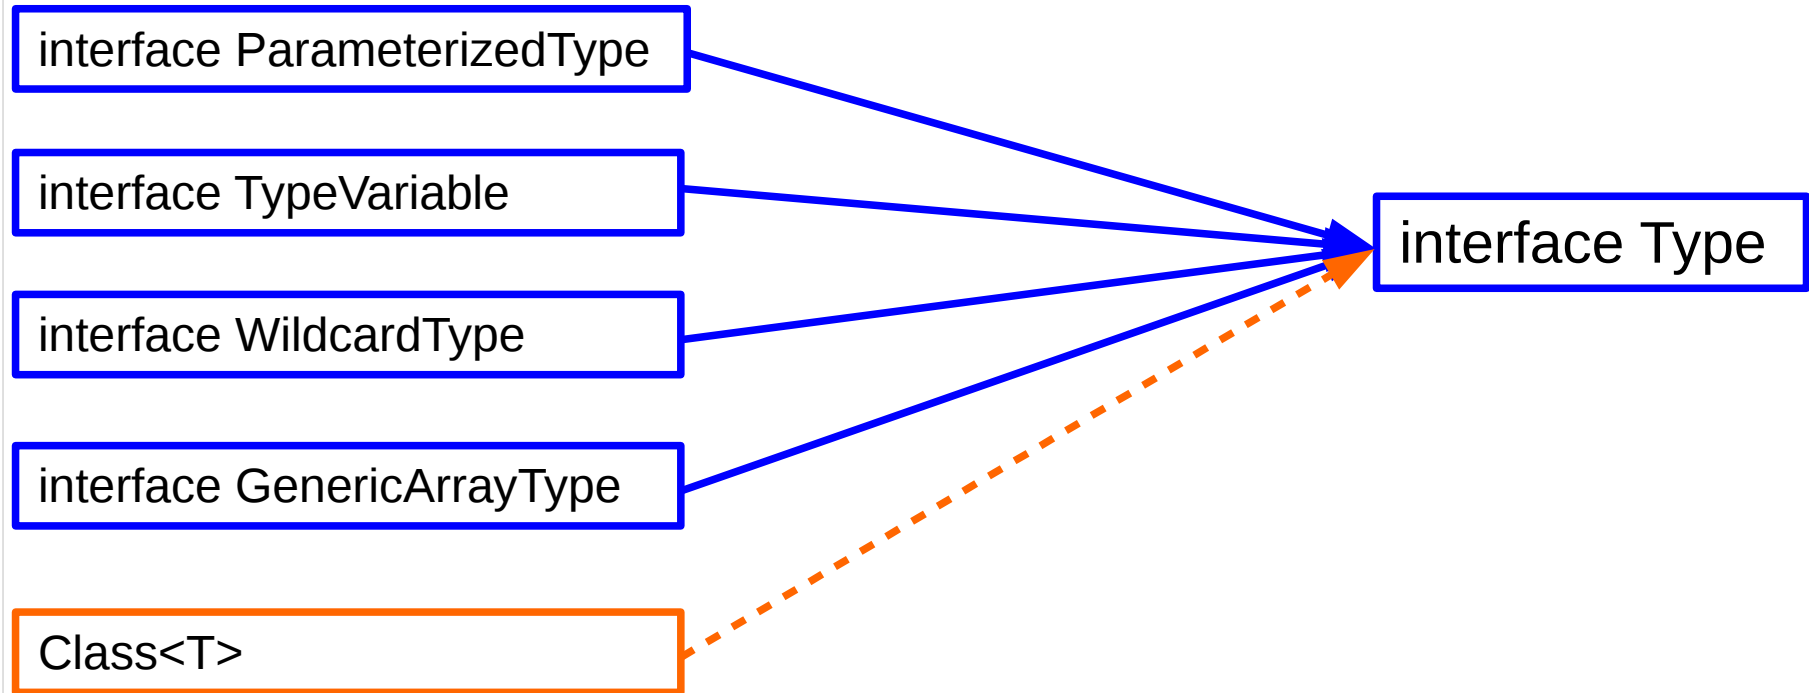 interface ParameterizedType
interface TypeVariable
interface Type
interface WildcardType
interface GenericArrayType
Class<T>